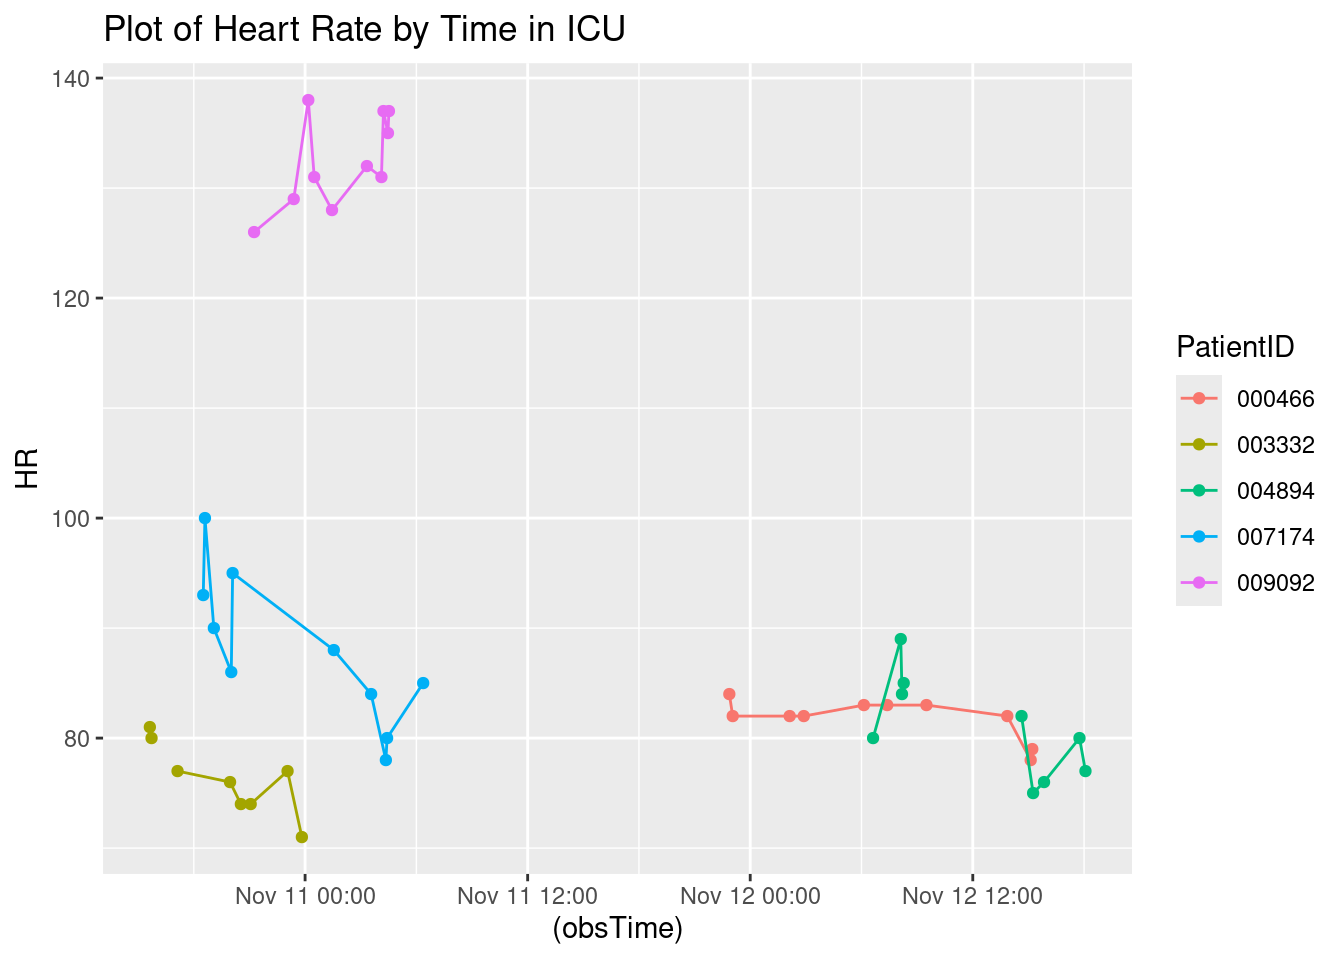 Plot of Heart Rate by Time in ICU
140
120
100
80
HR
Nov 11 00:00
Nov 11 12:00
Nov 12 00:00
Nov 12 12:00
(obsTime)
PatientID
000466
003332
004894
007174
009092